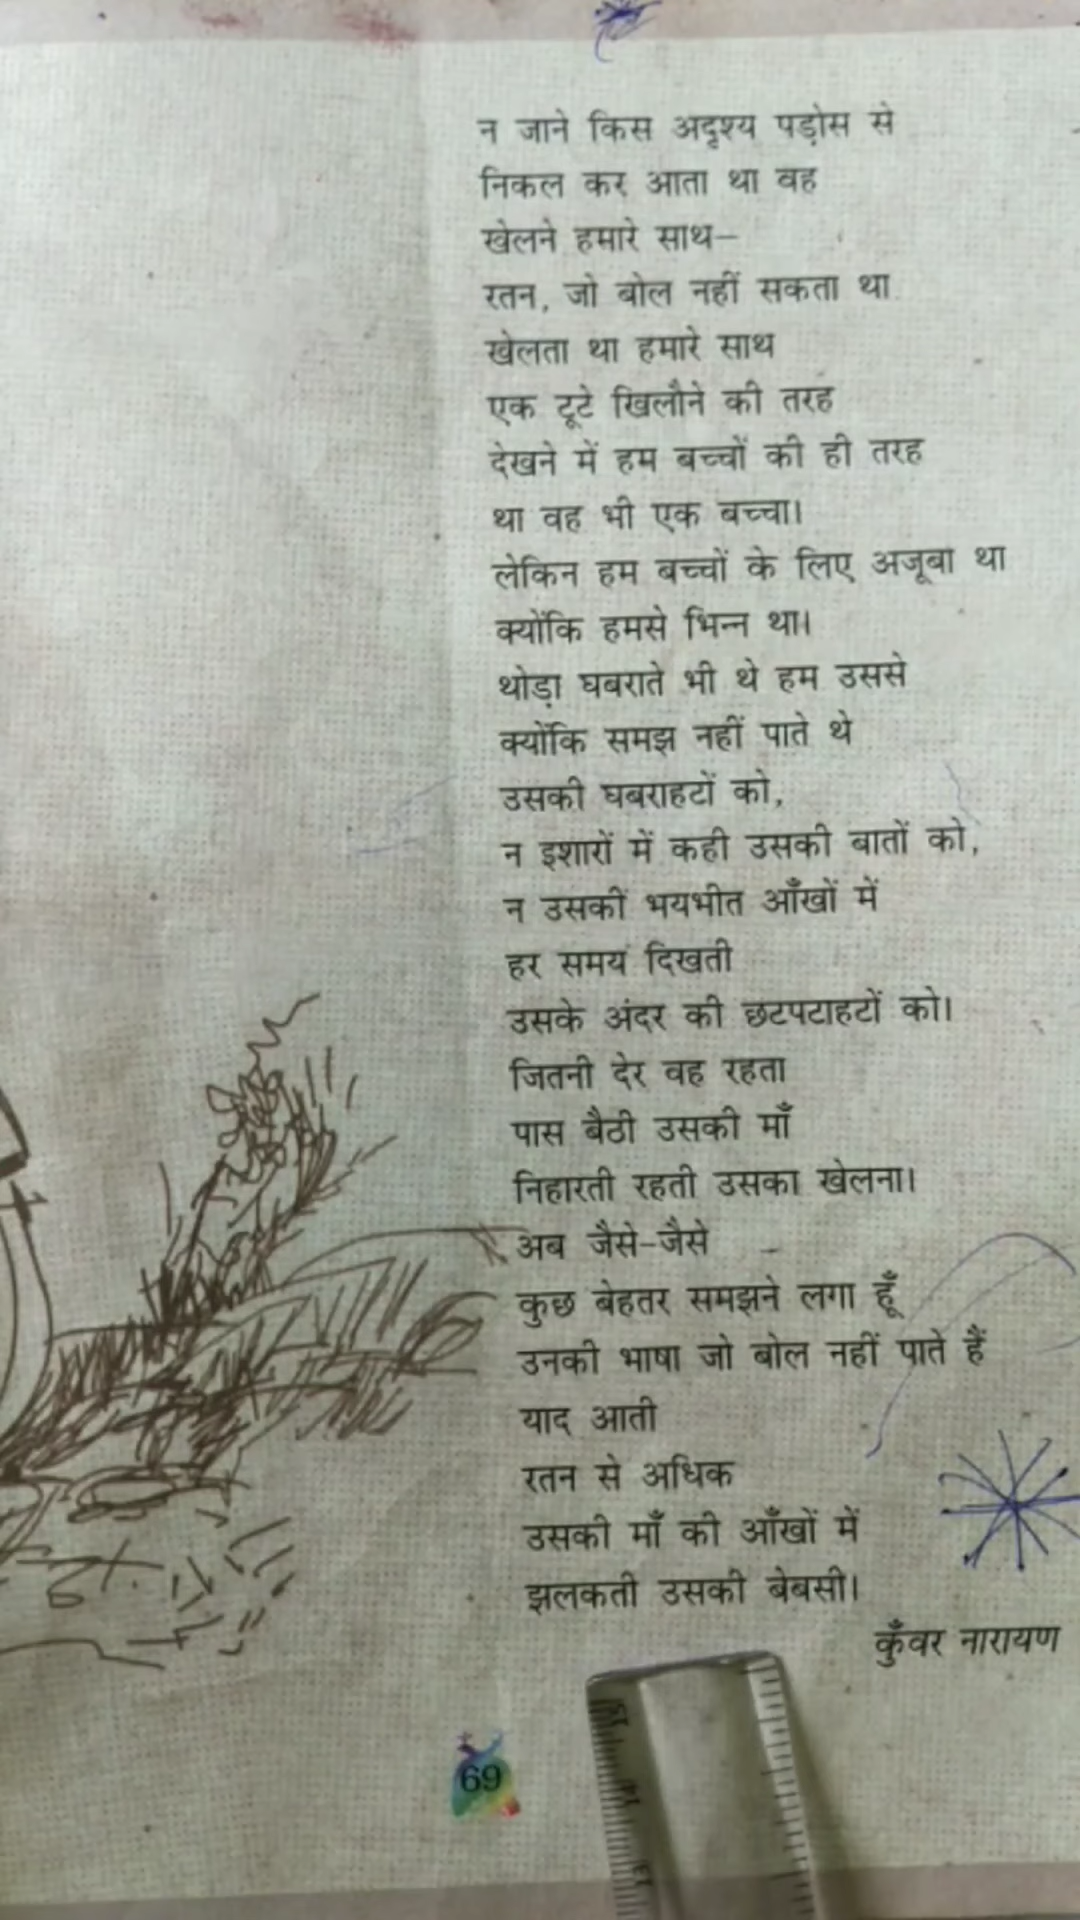 न जाने किस अदृश्य पड़ोस से
निकल कर आता था वह
खेलने हमारे साथ–
रतन, जो बोल नहीं सकता था
खेलता था हमारे साथ
एक टूटे खिलौने की तरह
देखने में हम बच्चों की ही तरह
था वह भी एक बच्चा।
लेकिन हम बच्चों के लिए अजूबा था
क्योंकि हमसे भिन्न था।
थोड़ा घबराते भी थे हम उससे
क्योंकि समझ नहीं पाते थे
उसकी घबराहटों को,
न इशारों में कही उसकी बातों को,
न उसकी भयभीत आँखों में
हर समय दिखती
उसके अंदर की छटपटाहटों को।
जितनी देर वह रहता
पास बैठी उसकी माँ
निहारती रहती उसका खेलना।
अब जैसे-जैसे
कुछ बेहतर समझने लगा हूँ
उनकी भाषा जो बोल नहीं पाते हैं
याद आती
रतन से अधिक
उसकी माँ की आँखों में
झलकती उसकी बेबसी।
कुँवर नारायण
69